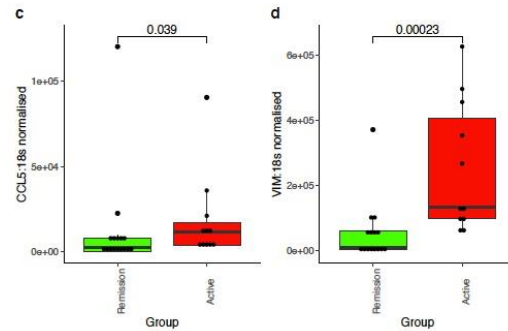 c
0.039
CCL5:18s normalised
1e+05
5e+04
0e+00
Remission
Active
Group
d
0.00023
VIM:18s normalised
6e+05
4e+05
2e+05
0e+00
Remission
Active
Group